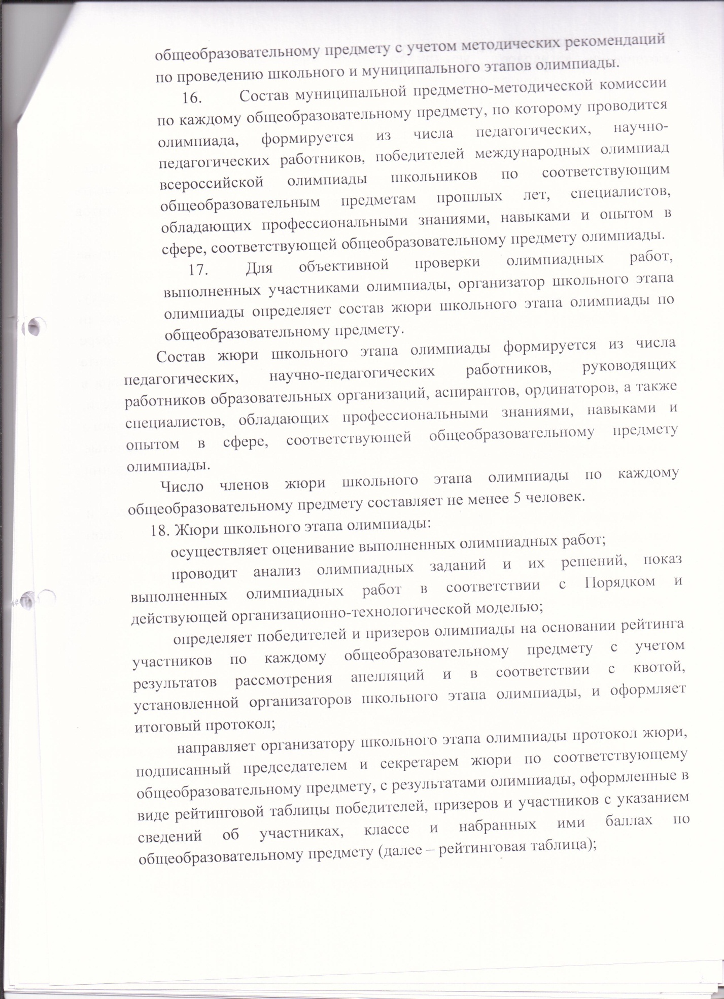 общеобразовательному предмету с учетом методических рекомендаций
по проведению школьного и муниципального этапов олимпиады.
16. Состав муниципальной предметно-методической комиссии
по каждому общеобразовательному предмету, по которому проводится
олимпиада, формируется из числа педагогических, научно-
педагогических работников, победителей международных олимпиад
всероссийской олимпиады школьников по соответствующим
общеобразовательным предметам прошлых лет, специалистов,
обладающих профессиональными знаниями, навыками и опытом в
сфере, соответствующей общеобразовательному предмету олимпиады.
17. Для объективной проверки олимпиадных работ,
выполненных участниками олимпиады, организатор школьного этапа
олимпиады определяет состав жюри школьного этапа олимпиады по
общеобразовательному предмету.
Состав жюри школьного этапа олимпиады формируется из числа
педагогических, научно-педагогических работников, руководящих
работников образовательных организаций, аспирантов, ординаторов, а также
специалистов, обладающих профессиональными знаниями, навыками и
опытом в сфере, соответствующей общеобразовательному предмету
олимпиады.
Число членов жюри школьного этапа олимпиады по каждому
общеобразовательному предмету составляет не менее 5 человек.
18. Жюри школьного этапа олимпиады:
осуществляет оценивание выполненных олимпиадных работ;
проводит анализ олимпиадных заданий и их решений, показ
выполненных олимпиадных работ в соответствии с Порядком и
действующей организационно-технологической моделью;
определяет победителей и призеров олимпиады на основании рейтинга
участников по каждому общеобразовательному предмету с учетом
результатов рассмотрения апелляций и в соответствии с квотой,
установленной организаторов школьного этапа олимпиады, и оформляет
итоговый протокол;
направляет организатору школьного этапа олимпиады протокол жюри,
подписанный председателем и секретарем жюри по соответствующему
общеобразовательному предмету, с результатами олимпиады, оформленные в
виде рейтинговой таблицы победителей, призеров и участников с указанием
сведений об участниках, классе и набранных ими баллах по
общеобразовательному предмету (далее – рейтинговая таблица);